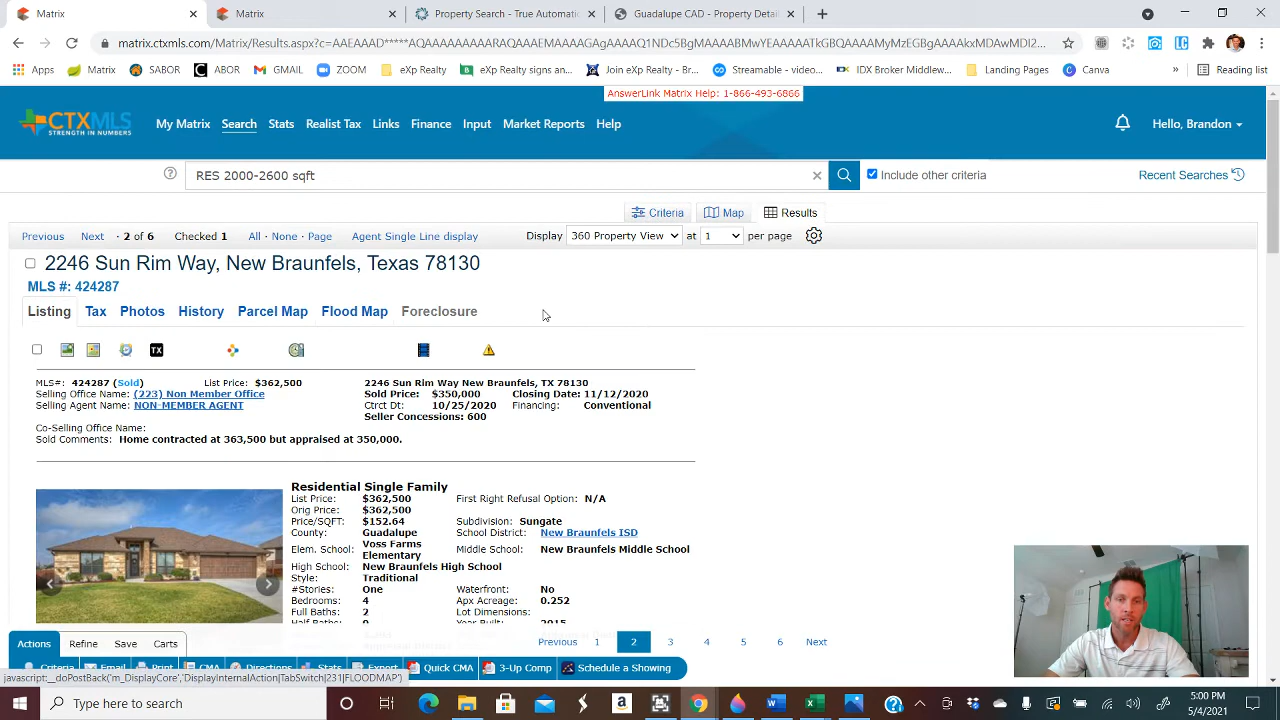 Matrix
Matrix
Property Search - True Automatic
Guadalupe CAD - Property Detail
matrix.ctxmls.com/Matrix/Results.aspx?c=
Apps Matrix SABOR ABOR GMAIL ZOOM eXp Realty eXp Realty signs an... Join eXp Realty - Br... Streamable - video... IDX Broker Middlew... Landing Pages Canva » Reading list
AnswerLink Matrix Help: 1-866-493-6866
CTXMLS
STRENGTH IN NUMBERS
My Matrix Search Stats Realist Tax Links Finance Input Market Reports Help
Hello, Brandon
RES 2000-2600 sqft
Include other criteria
Recent Searches
Criteria Map Results
Previous Next · 2 of 6 Checked 1 All · None · Page Agent Single Line display Display 360 Property View at 1 per page
2246 Sun Rim Way, New Braunfels, Texas 78130
MLS #: 424287
Listing Tax Photos History Parcel Map Flood Map Foreclosure
TX
MLS#: 424287 (Sold) List Price: $362,500 2246 Sun Rim Way New Braunfels, TX 78130
Selling Office Name: (223) Non Member Office Sold Price: $350,000 Closing Date: 11/12/2020
Selling Agent Name: NON-MEMBER AGENT Ctrct Dt: 10/25/2020 Financing: Conventional
Seller Concessions: 600
Co-Selling Office Name:
Sold Comments: Home contracted at 363,500 but appraised at 350,000.
Residential Single Family
List Price: $362,500 First Right Refusal Option: N/A
Orig Price: $362,500
Price/SQFT: $152.64 Subdivision: Sungate
County: Guadalupe School District: New Braunfels ISD
Elem. School: Voss Farms Elementary Middle School: New Braunfels Middle School
High School: New Braunfels High School
Style: Traditional
#Stories: One Waterfront: No
Bedrooms: 4 Apx Acreage: 0.252
Full Baths: 2 Lot Dimensions:
Half Baths: 0 Year Built: 2015
Actions Refine Save Carts
Previous 1 2 3 4 5 6 Next
Criteria Email Print CMA Directions Stats Export Quick CMA 3-Up Comp Schedule a Showing
javascript:__doPostBack('m_DisplayCore','DisplayInternalAction|TabSwitch|231|FLOODMAP')
Type here to search
5:00 PM
5/4/2021